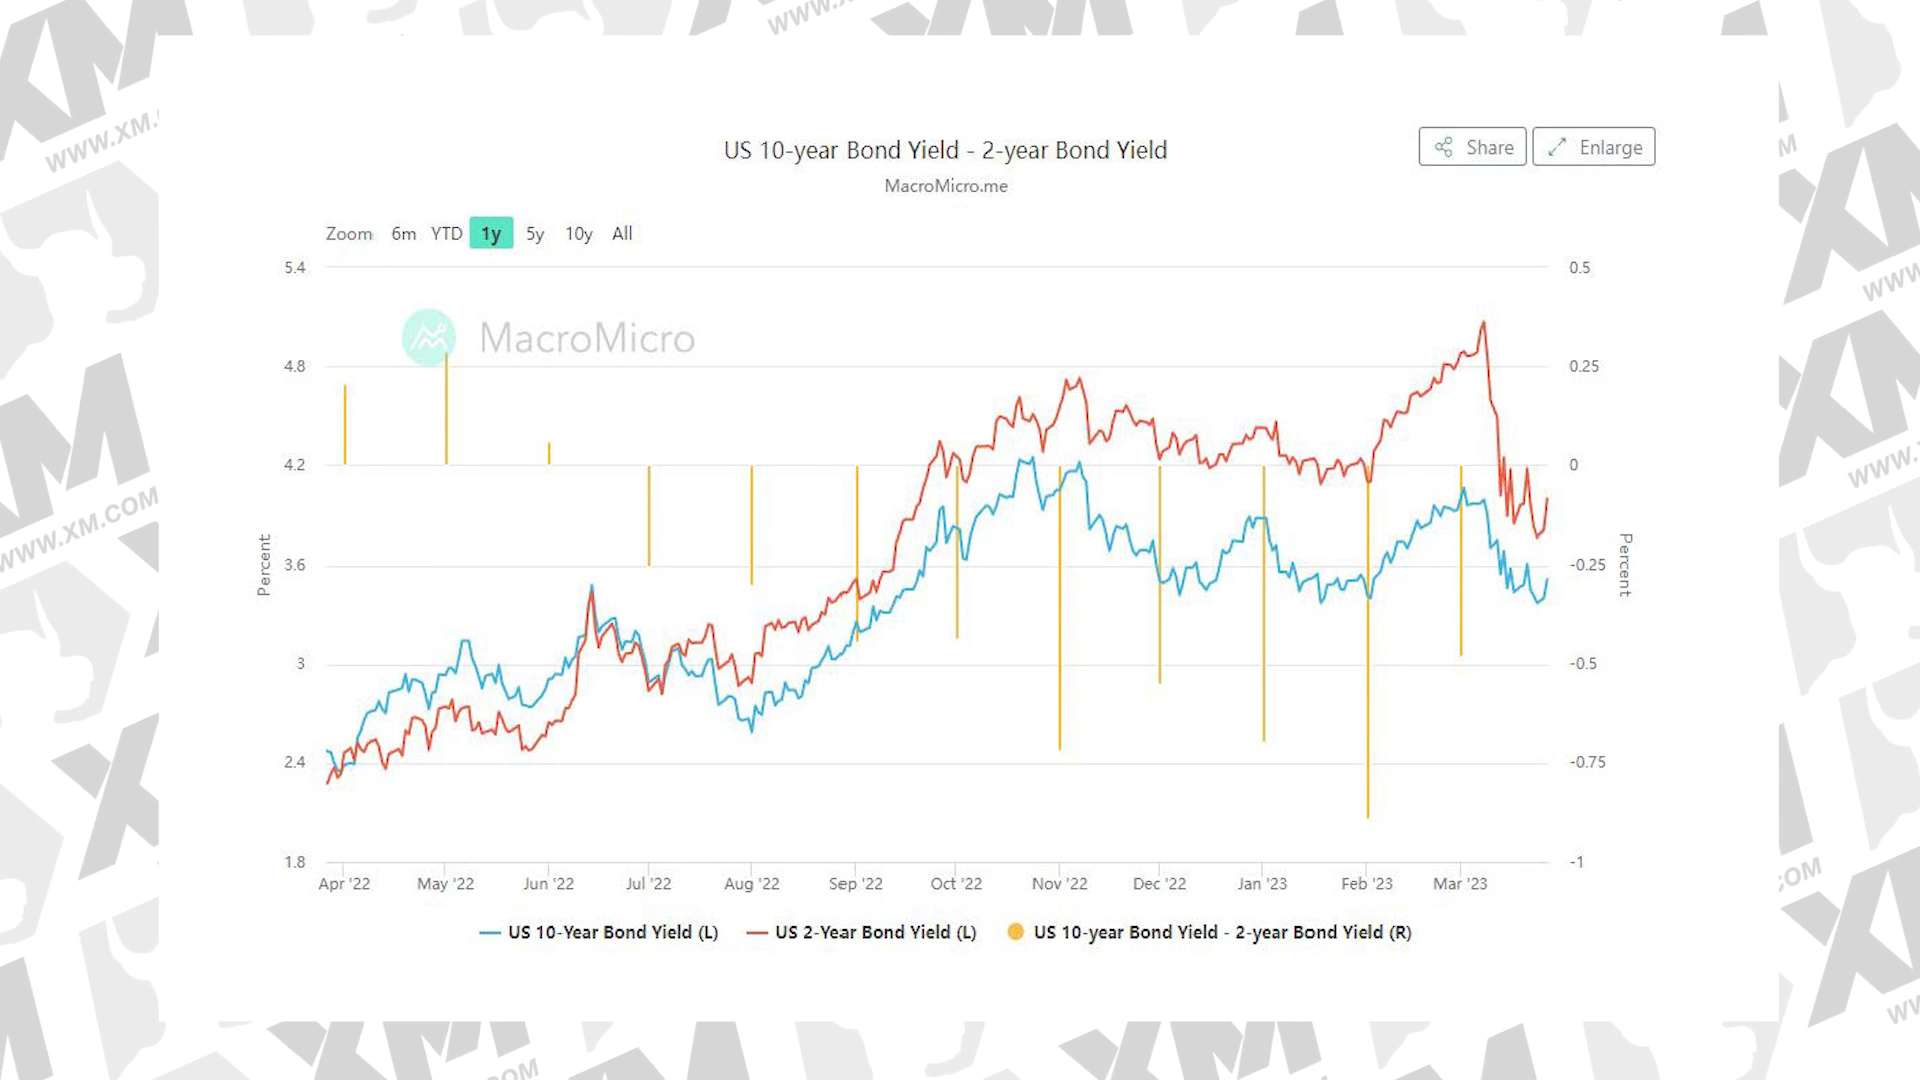 WWW.XM.COM
US 10-year Bond Yield - 2-year Bond Yield
MacroMicro.me
Share
Enlarge
Zoom 6m YTD 1y 5y 10y All
MacroMicro
5.4
4.8
4.2
3.6
3
2.4
1.8
Percent
0.5
0.25
0
-0.25
-0.5
-0.75
-1
Percent
Apr '22 May '22 Jun '22 Jul '22 Aug '22 Sep '22 Oct '22 Nov '22 Dec '22 Jan '23 Feb '23 Mar '23
US 10-Year Bond Yield (L) US 2-Year Bond Yield (L) US 10-year Bond Yield - 2-year Bond Yield (R)